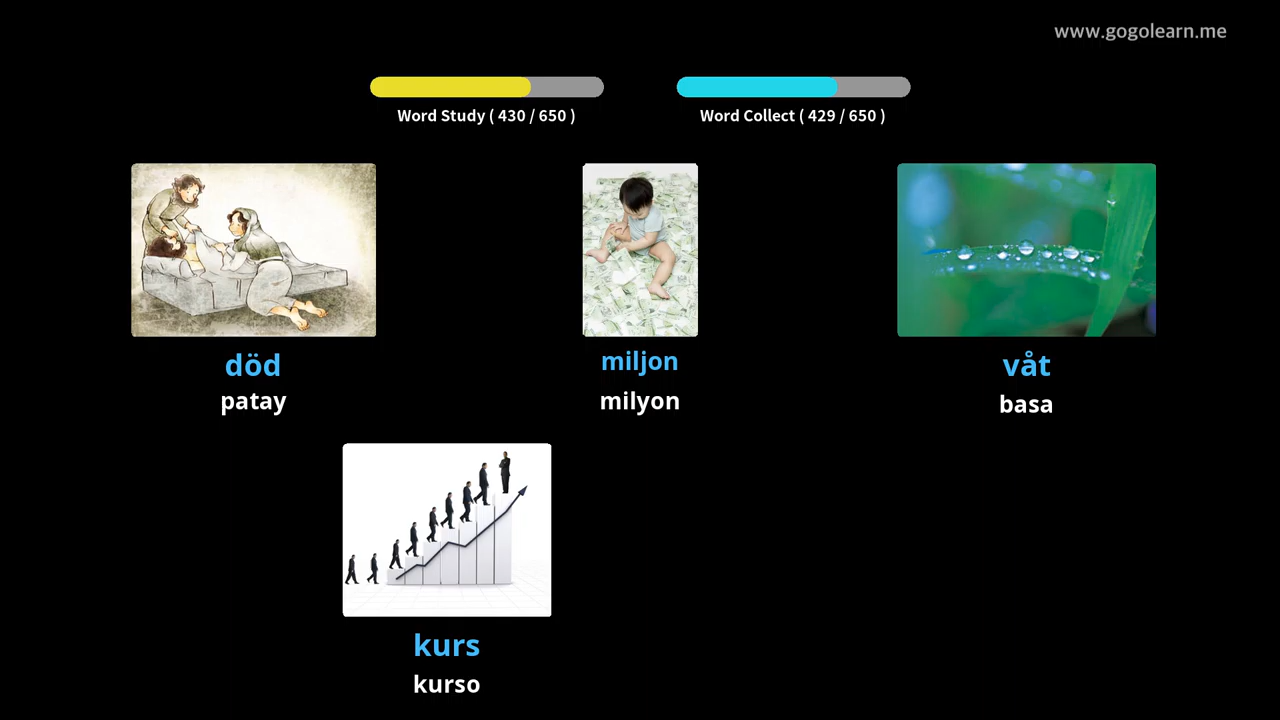 www.gogolearn.me
Word Study ( 430 / 650 )
Word Collect ( 429 / 650 )
död
patay
miljon
milyon
våt
basa
kurs
kurso